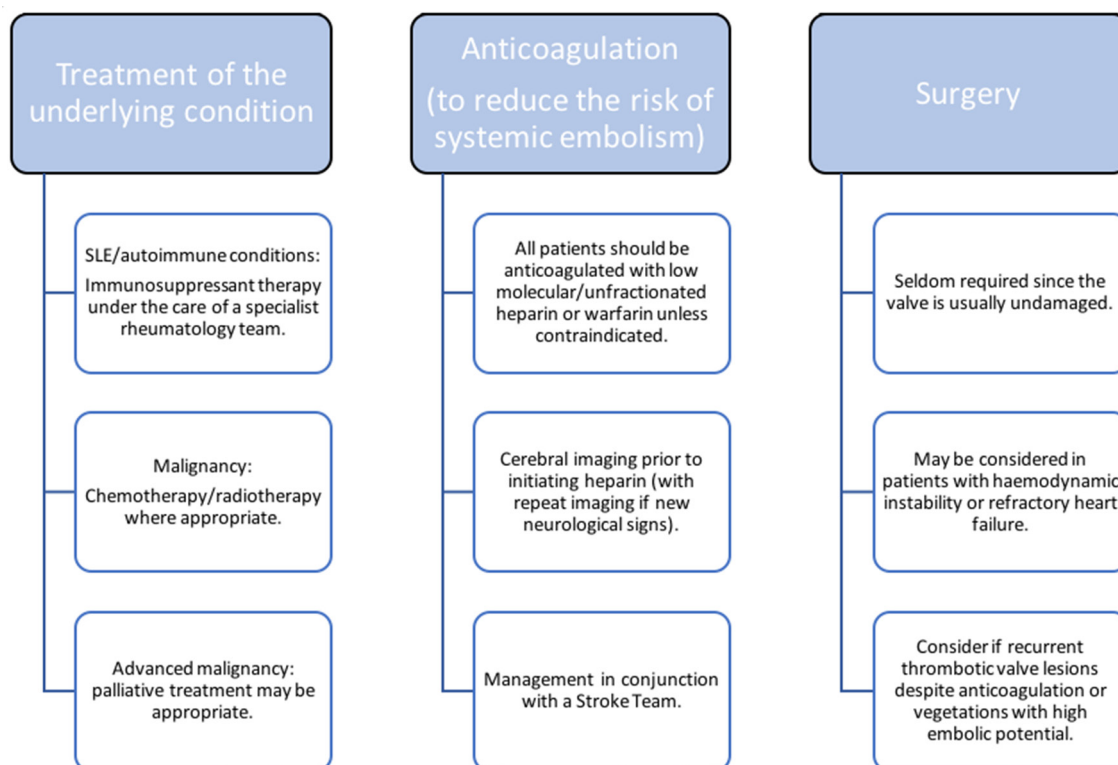 Treatment of the
underlying condition
SLE/autoimmune conditions:
Immunosuppressant therapy
under the care of a specialist
rheumatology team.
Malignancy:
Chemotherapy/radiotherapy
where appropriate.
Advanced malignancy:
palliative treatment may be
appropriate.
Anticoagulation
(to reduce the risk of
systemic embolism)
All patients should be
anticoagulated with low
molecular/unfractionated
heparin or warfarin unless
contraindicated.
Cerebral imaging prior to
initiating heparin (with
repeat imaging if new
neurological signs).
Management in conjunction
with a Stroke Team.
Surgery
Seldom required since the
valve is usually undamaged.
May be considered in
patients with haemodynamic
instability or refractory heart
failure.
Consider if recurrent
thrombotic valve lesions
despite anticoagulation or
vegetations with high
embolic potential.